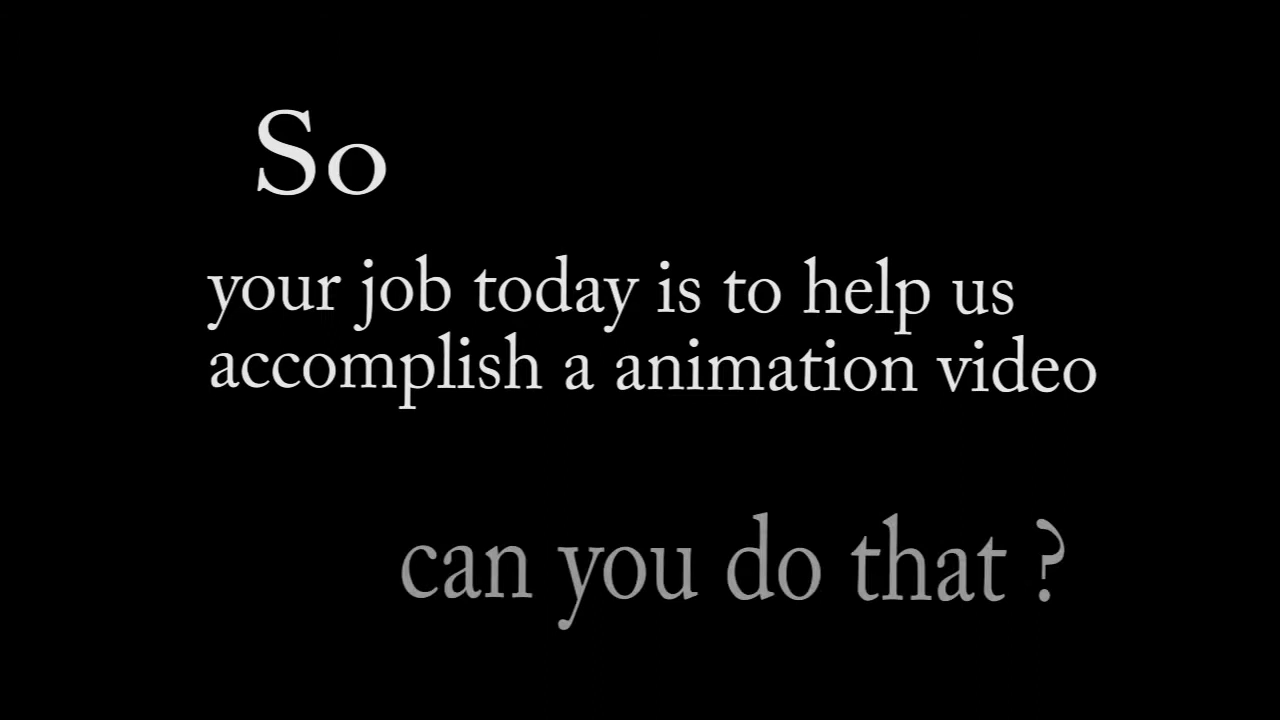 So
your job today is to help us
accomplish a animation video
can you do that ?